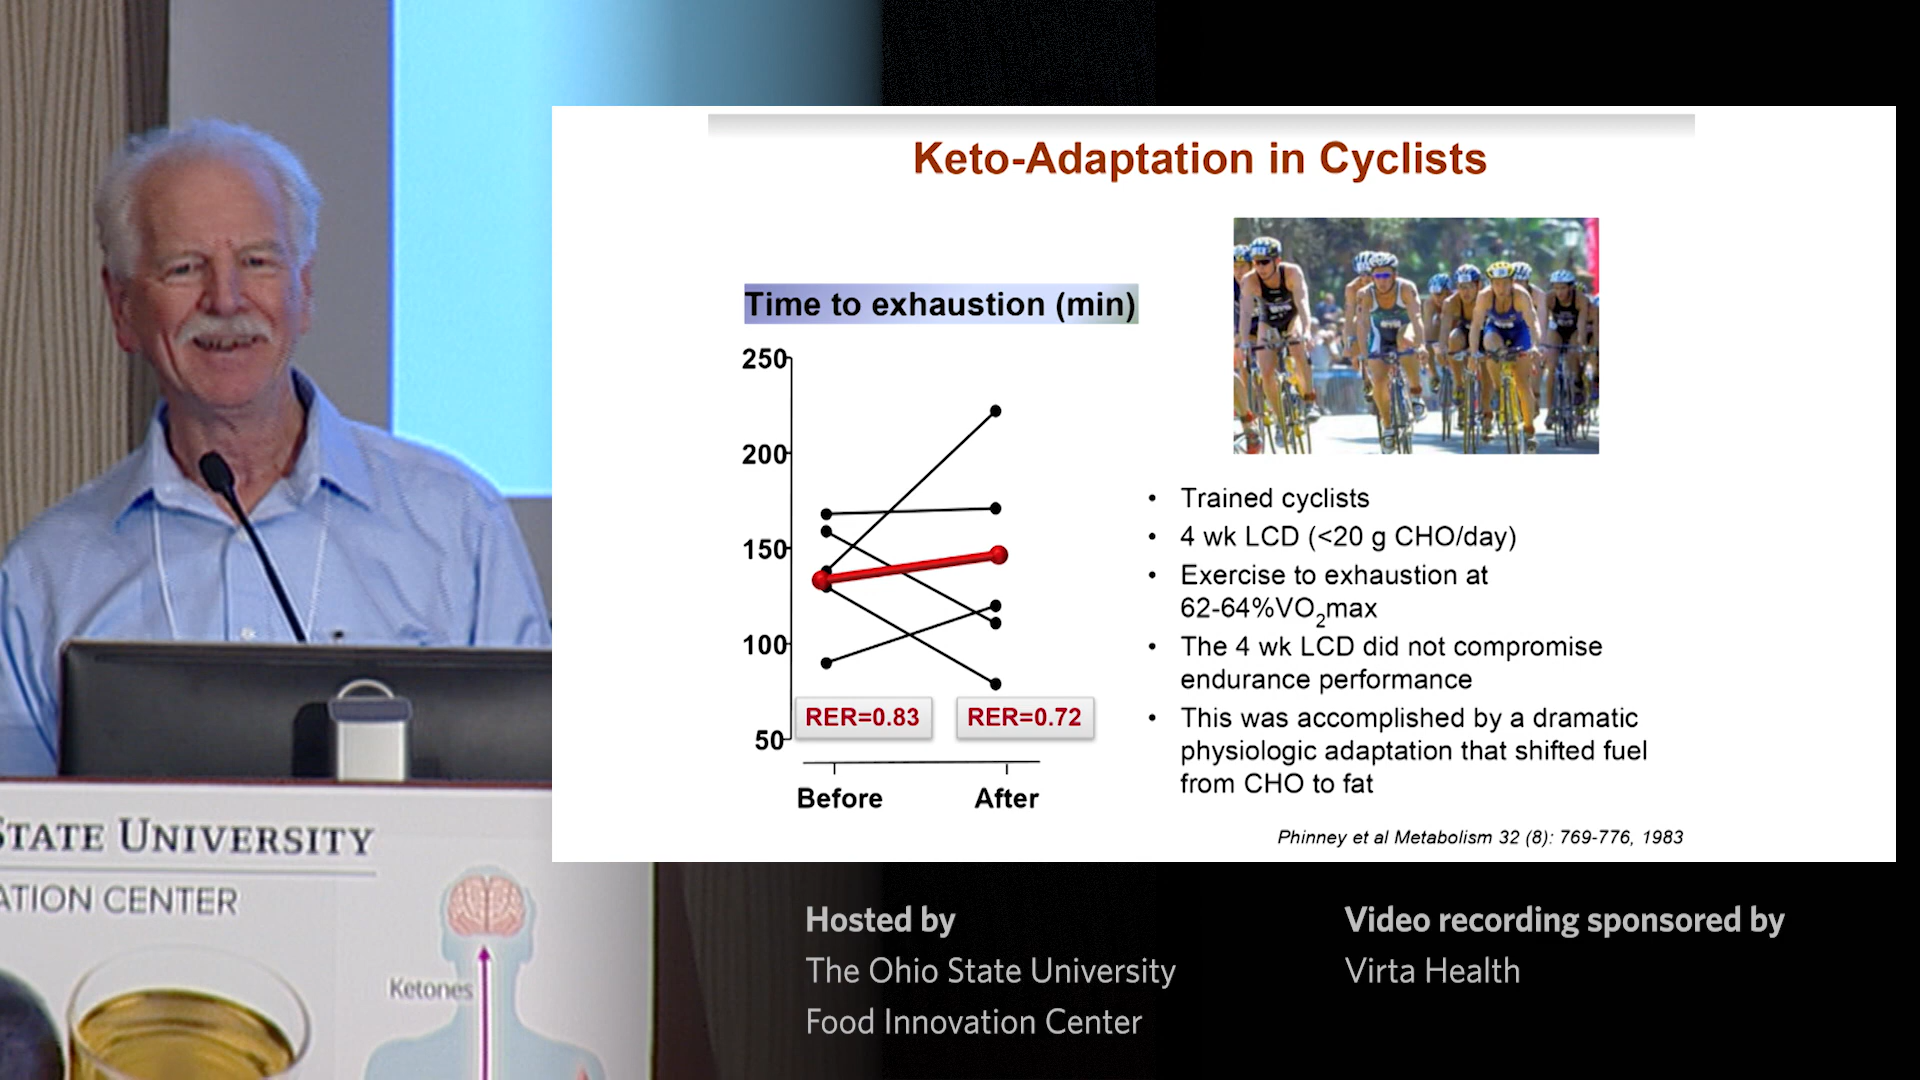 Keto-Adaptation in Cyclists
Time to exhaustion (min)
250
200
150
100
50
RER=0.83
RER=0.72
Before
After
• Trained cyclists
• 4 wk LCD (<20 g CHO/day)
• Exercise to exhaustion at
62-64%VO2max
• The 4 wk LCD did not compromise
endurance performance
• This was accomplished by a dramatic
physiologic adaptation that shifted fuel
from CHO to fat
Phinney et al Metabolism 32 (8): 769-776, 1983
STATE UNIVERSITY
ATION CENTER
Ketones
Hosted by
The Ohio State University
Food Innovation Center
Video recording sponsored by
Virta Health